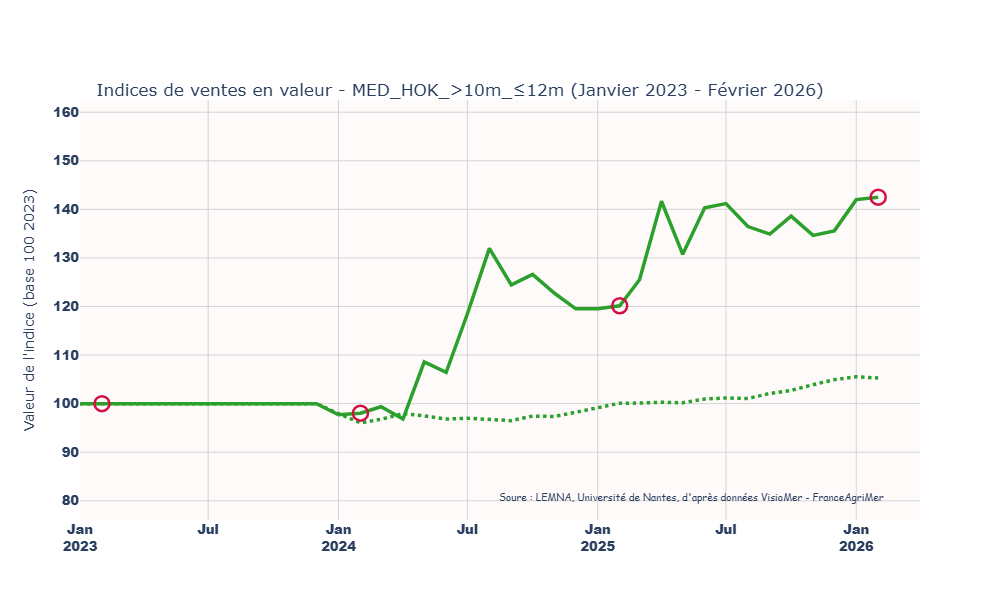 Indices de ventes en valeur - MED_HOK_>10m_≤12m (Janvier 2023 - Février 2026)
Valeur de l'indice (base 100 2023)
160
150
140
130
120
110
100
90
80
Soure : LEMNA, Université de Nantes, d'après données VisioMer - FranceAgriMer
Jan Jul Jan Jul Jan Jul Jan
2023 2024 2025 2026